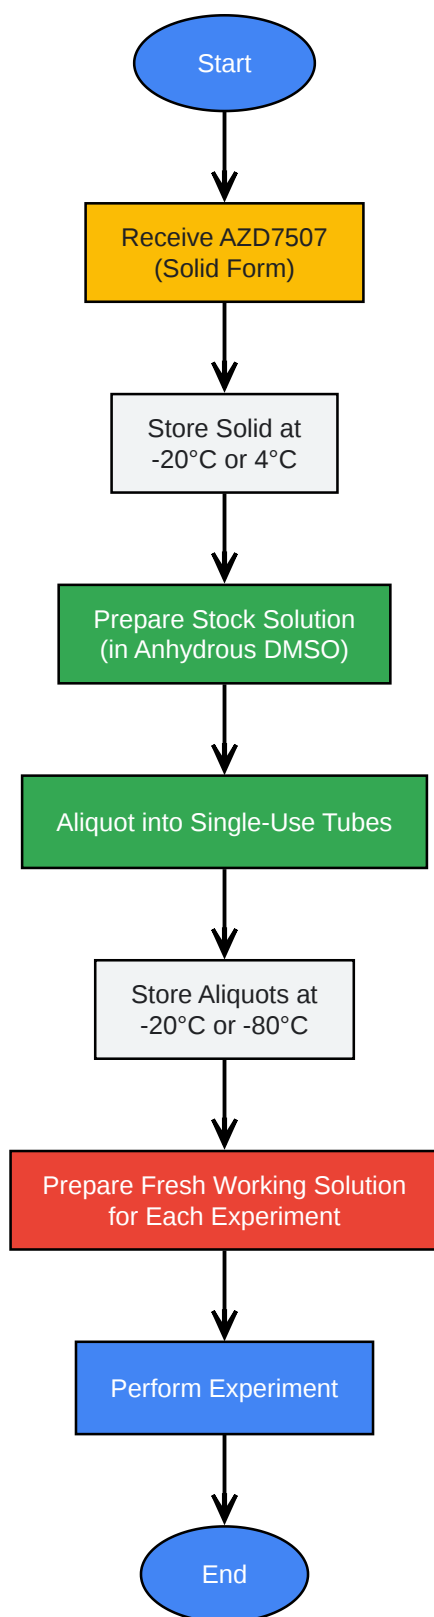 Start
Receive AZD7507
(Solid Form)
Store Solid at
-20°C or 4°C
Prepare Stock Solution
(in Anhydrous DMSO)
Aliquot into Single-Use Tubes
Store Aliquots at
-20°C or -80°C
Prepare Fresh Working Solution
for Each Experiment
Perform Experiment
End